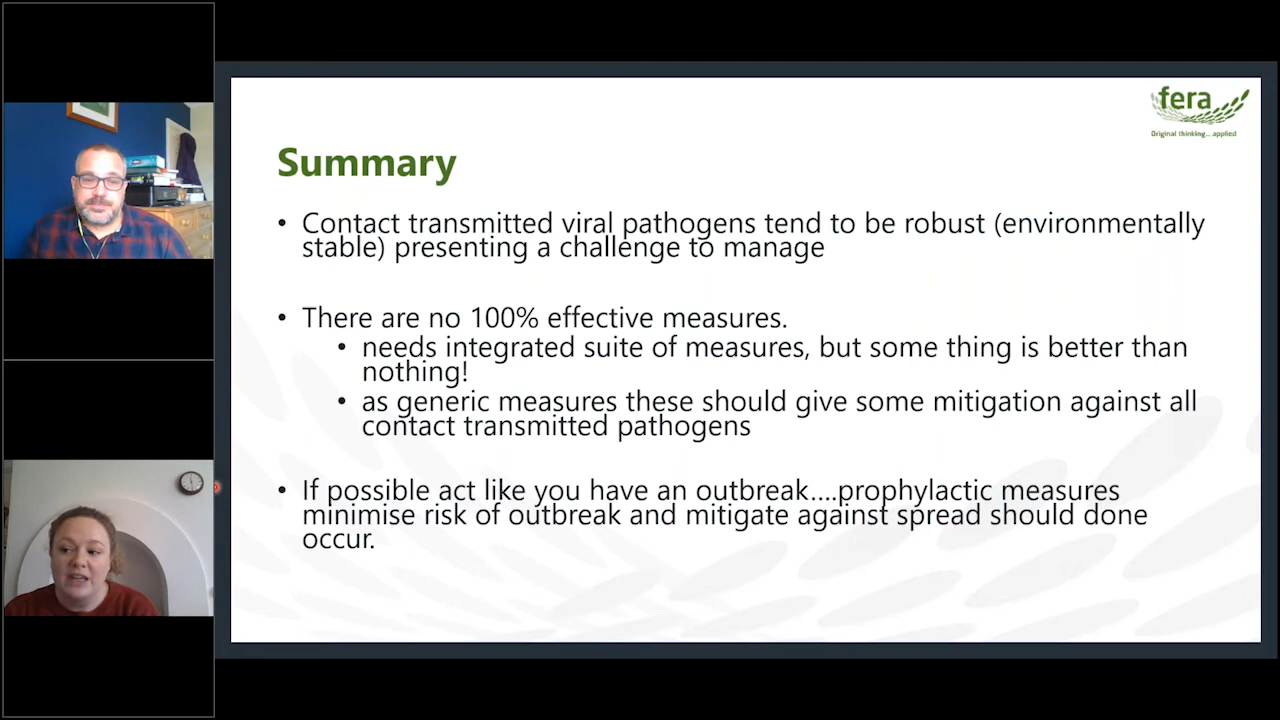 fera
Original thinking... applied
Summary
• Contact transmitted viral pathogens tend to be robust (environmentally
stable) presenting a challenge to manage
• There are no 100% effective measures.
• needs integrated suite of measures, but some thing is better than
nothing!
• as generic measures these should give some mitigation against all
contact transmitted pathogens
• If possible act like you have an outbreak....prophylactic measures
minimise risk of outbreak and mitigate against spread should done
occur.